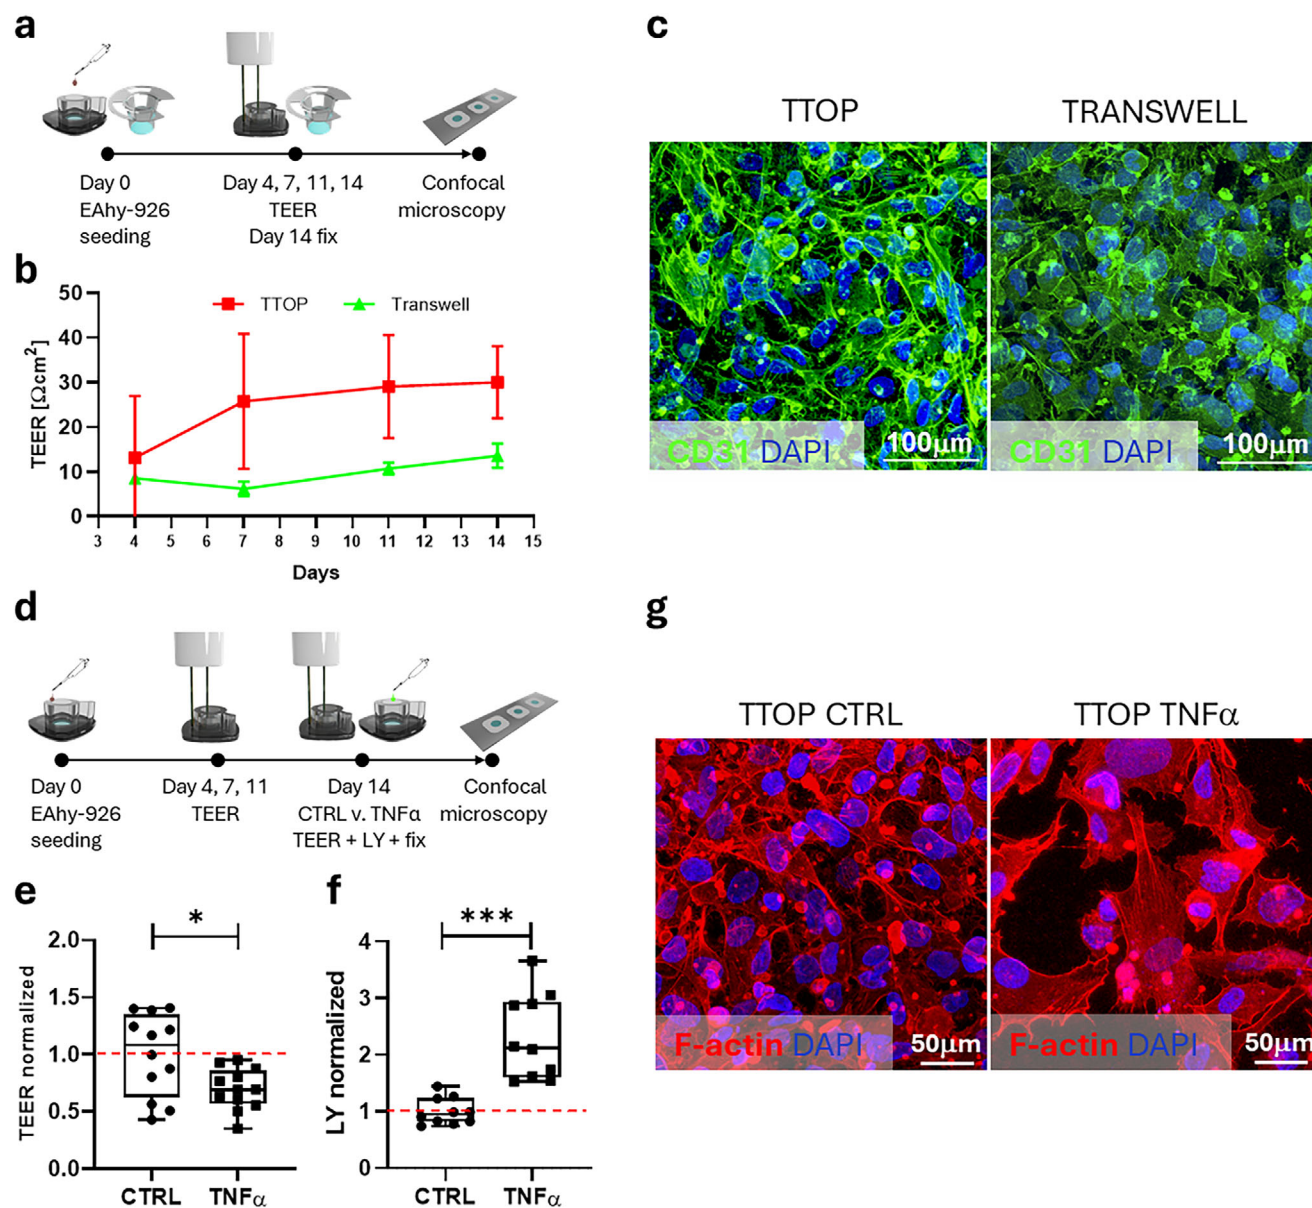 a
Day 0
EAhy-926
seeding
Day 4, 7, 11, 14
TEER
Day 14 fix
Confocal
microscopy
b
TEER [Ωcm²]
50
40
30
20
10
0
TTOP
Transwell
3 4 5 6 7 8 9 10 11 12 13 14 15
Days
c
TTOP
TRANSWELL
CD31 DAPI
100µm
CD31 DAPI
100µm
d
Day 0
EAhy-926
seeding
Day 4, 7, 11
TEER
Day 14
CTRL v. TNFα
TEER + LY + fix
Confocal
microscopy
e
TEER normalized
2.0
1.5
1.0
0.5
0.0
*
CTRL TNFα
f
LY normalized
4
3
2
1
0
***
CTRL TNFα
g
TTOP CTRL
TTOP TNFα
F-actin DAPI
50µm
F-actin DAPI
50µm